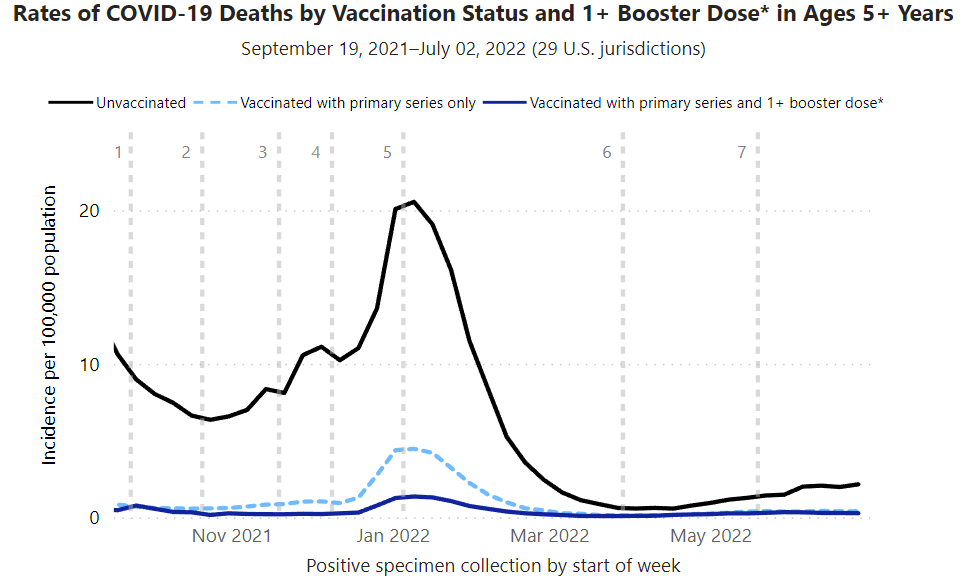 Rates of COVID-19 Deaths by Vaccination Status and 1+ Booster Dose* in Ages 5+ Years
September 19, 2021–July 02, 2022 (29 U.S. jurisdictions)
Unvaccinated Vaccinated with primary series only Vaccinated with primary series and 1+ booster dose*
1 2 3 4 5 6 7
Incidence per 100,000 population
20
10
0
Nov 2021 Jan 2022 Mar 2022 May 2022
Positive specimen collection by start of week